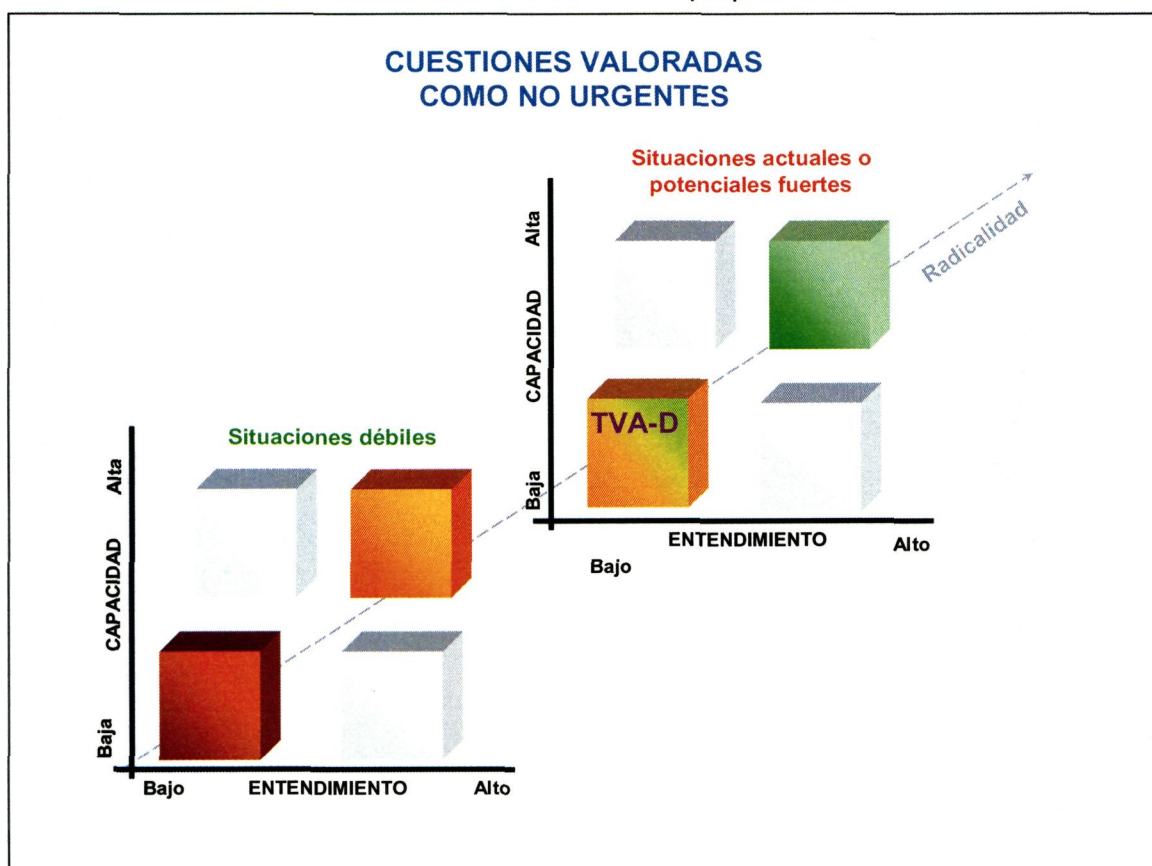 CUESTIONES VALORADAS
COMO NO URGENTES
Situaciones actuales o
potenciales fuertes
Radicalidad
Alta
CAPACIDAD
Baja
TVA-D
ENTENDIMIENTO
Bajo
Alto
Situaciones débiles
Alta
CAPACIDAD
Baja
Bajo
ENTENDIMIENTO
Alto